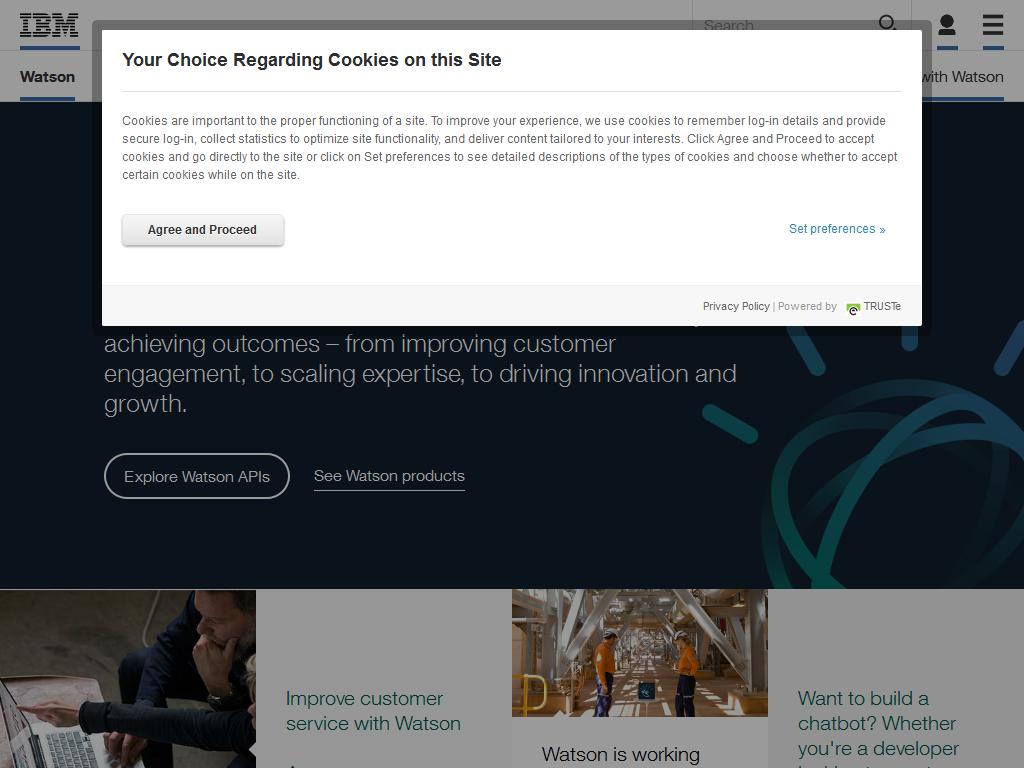 IBM
Search
Watson
with Watson
Your Choice Regarding Cookies on this Site
Cookies are important to the proper functioning of a site. To improve your experience, we use cookies to remember log-in details and provide
secure log-in, collect statistics to optimize site functionality, and deliver content tailored to your interests. Click Agree and Proceed to accept
cookies and go directly to the site or click on Set preferences to see detailed descriptions of the types of cookies and choose whether to accept
certain cookies while on the site.
Agree and Proceed
Set preferences »
Privacy Policy | Powered by TRUSTe
achieving outcomes – from improving customer
engagement, to scaling expertise, to driving innovation and
growth.
Explore Watson APIs
See Watson products
Improve customer
service with Watson
Watson is working
Want to build a
chatbot? Whether
you're a developer